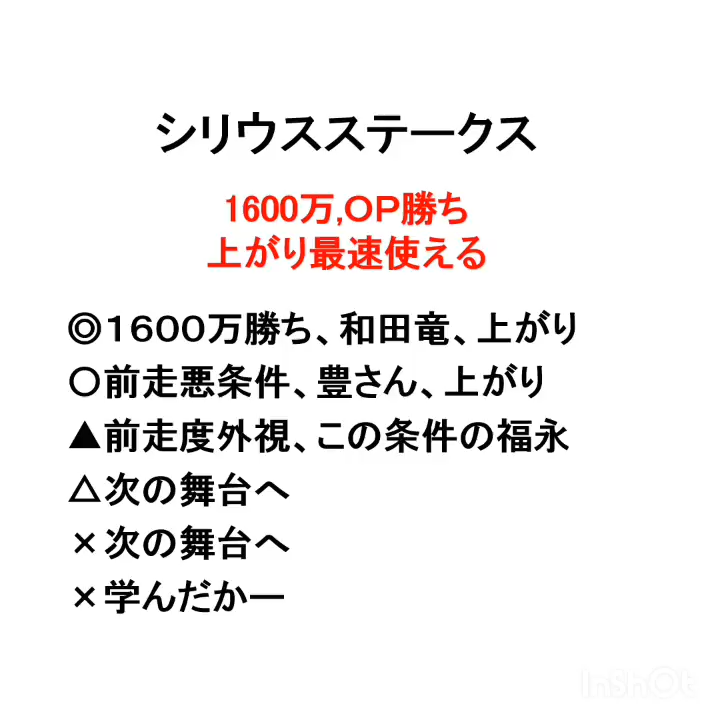 シリウスステークス
1600万,OP勝ち
上がり最速使える
◎1600万勝ち、和田竜、上がり
〇前走悪条件、豊さん、上がり
▲前走度外視、この条件の福永
△次の舞台へ
×次の舞台へ
×学んだかー
InShOt